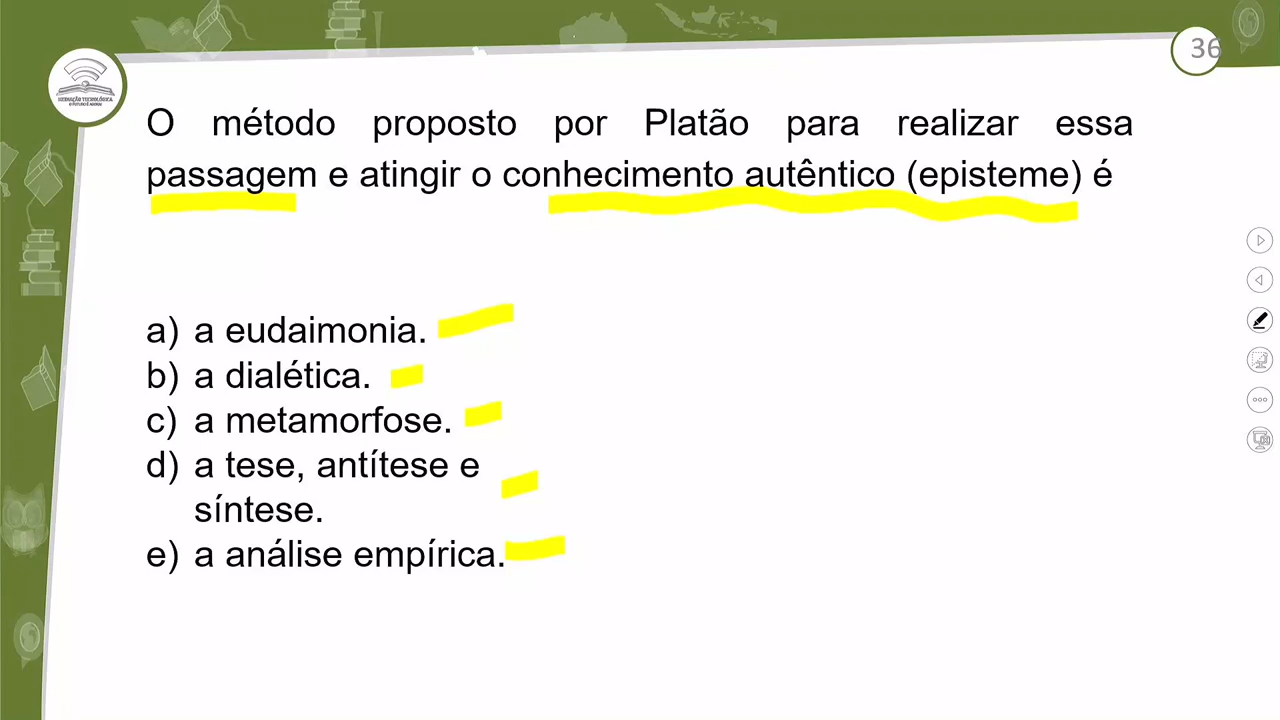 36
O método proposto por Platão para realizar essa
passagem e atingir o conhecimento autêntico (episteme) é
a) a eudaimonia.
b) a dialética.
c) a metamorfose.
d) a tese, antítese e
síntese.
e) a análise empírica.